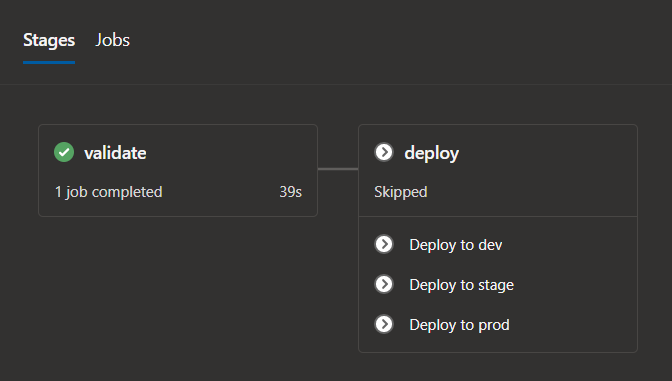 Stages Jobs
validate
1 job completed 39s
deploy
Skipped
Deploy to dev
Deploy to stage
Deploy to prod